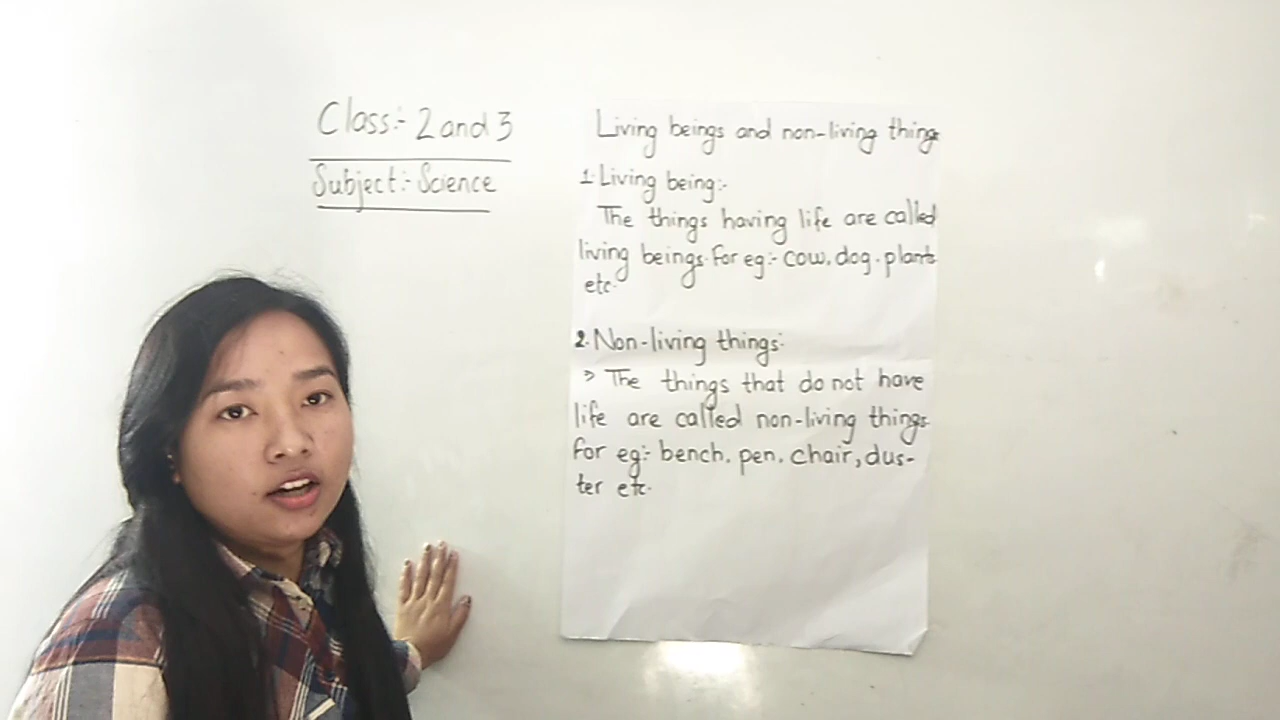 Class:- 2 and 3
Subject:- Science
Living beings and non-living things
1. Living being:-
The things having life are called
living beings. for eg:- cow, dog. plants
etc.
2. Non-living things:
> The things that do not have
life are called non-living things.
for eg:- bench. pen. chair, dus-
ter etc.